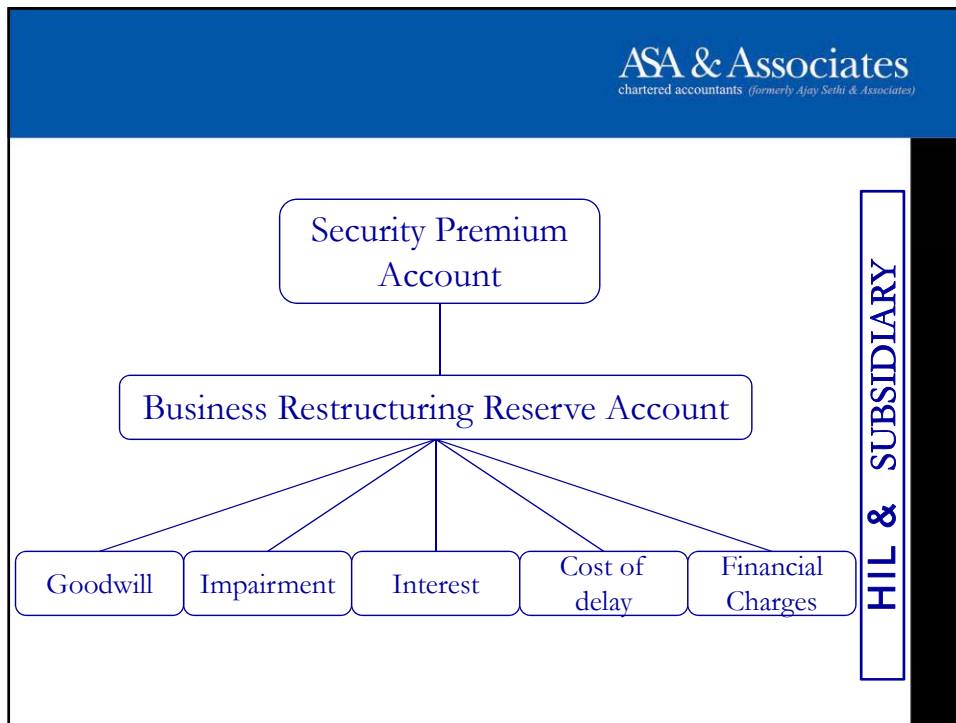 ASA & Associates
chartered accountants (formerly Ajay Sethi & Associates)
Security Premium
Account
Business Restructuring Reserve Account
Goodwill
Impairment
Interest
Cost of
delay
Financial
Charges
HIL & SUBSIDIARY